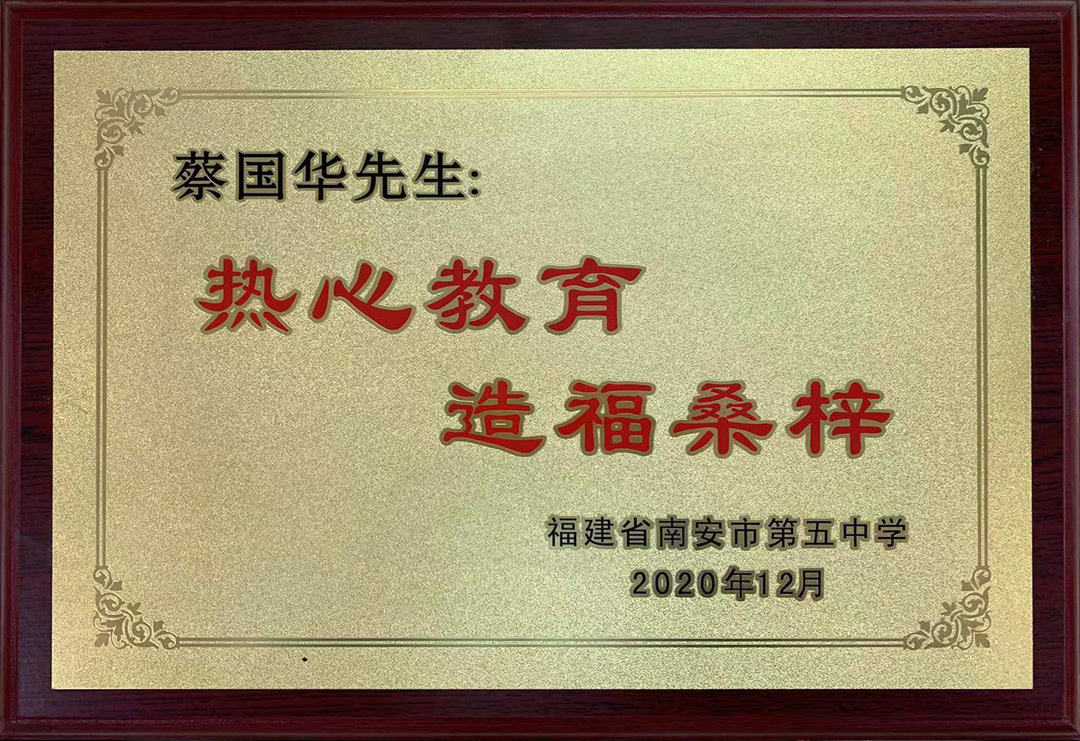 蔡国华先生:
热心教育
造福桑梓
福建省南安市第五中学
2020年12月